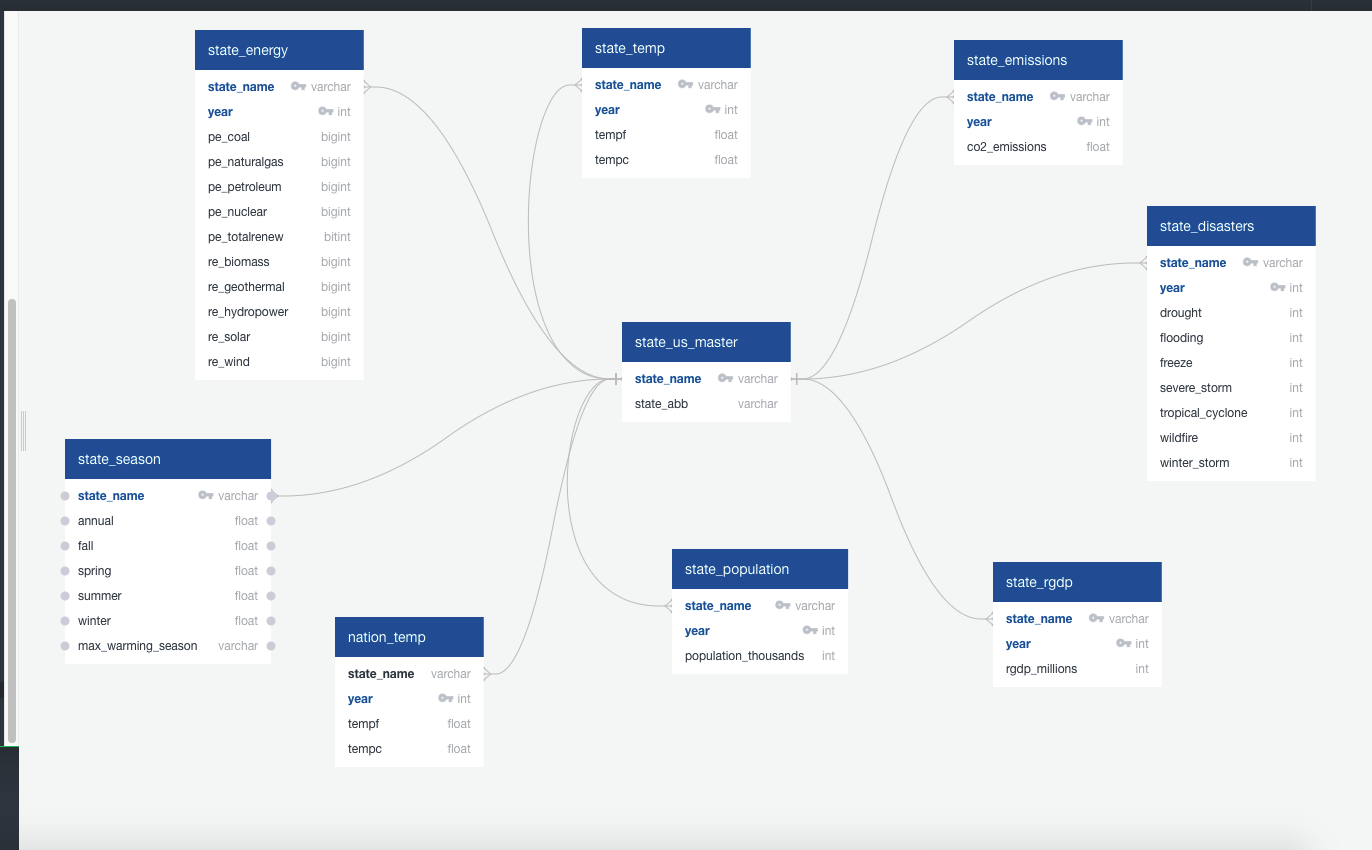 state_energy
state_name varchar
year int
pe_coal bigint
pe_naturalgas bigint
pe_petroleum bigint
pe_nuclear bigint
pe_totalrenew bitint
re_biomass bigint
re_geothermal bigint
re_hydropower bigint
re_solar bigint
re_wind bigint
state_temp
state_name varchar
year int
tempf float
tempc float
state_emissions
state_name varchar
year int
co2_emissions float
state_disasters
state_name varchar
year int
drought int
flooding int
freeze int
severe_storm int
tropical_cyclone int
wildfire int
winter_storm int
state_us_master
state_name varchar
state_abb varchar
state_season
state_name varchar
annual float
fall float
spring float
summer float
winter float
max_warming_season varchar
nation_temp
state_name varchar
year int
tempf float
tempc float
state_population
state_name varchar
year int
population_thousands int
state_rgdp
state_name varchar
year int
rgdp_millions int